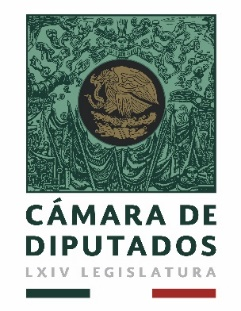 CÁMARA DE
DIPUTADOS
LXIV LEGISLATURA